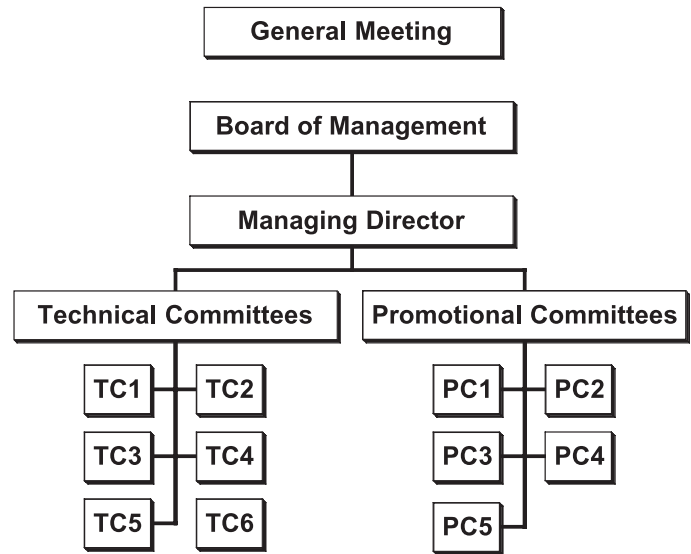 General Meeting
Board of Management
Managing Director
Technical Committees
Promotional Committees
TC1
TC2
TC3
TC4
TC5
TC6
PC1
PC2
PC3
PC4
PC5